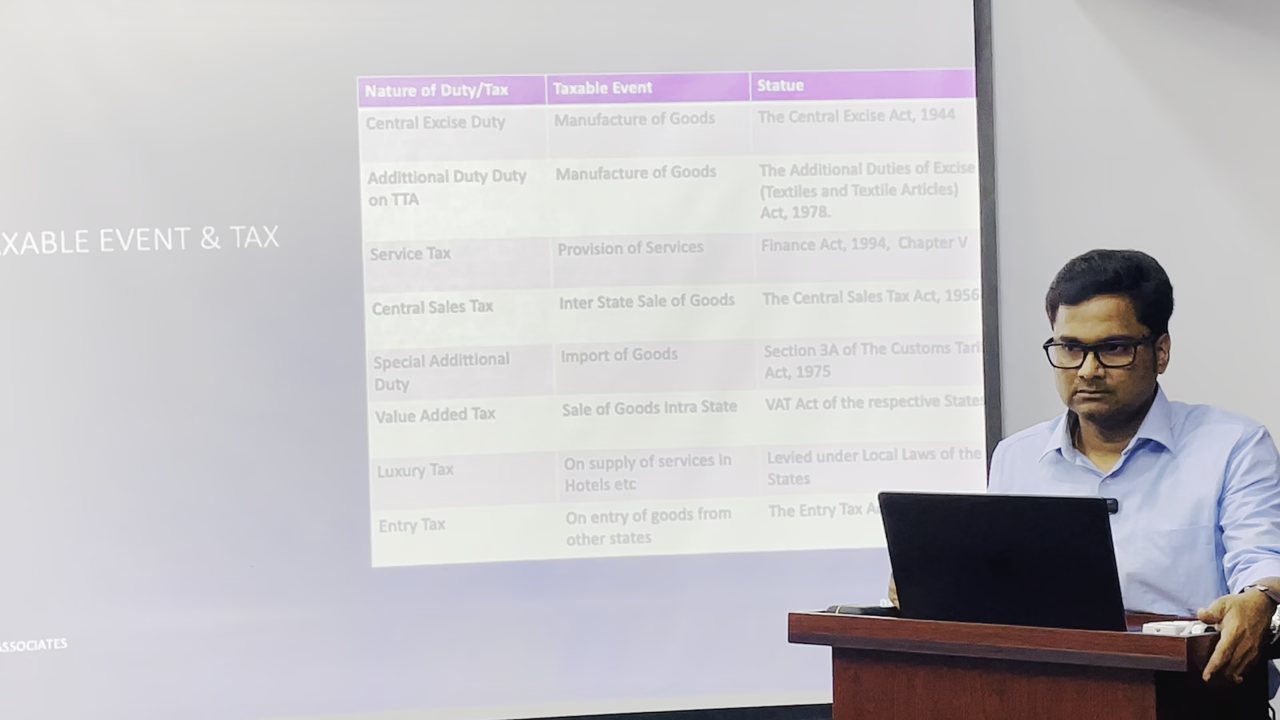 Nature of Duty/Tax Taxable Event Statue
Central Excise Duty Manufacture of Goods The Central Excise Act, 1944
Addittional Duty Duty Manufacture of Goods The Additional Duties of Excise
on TTA (Textiles and Textile Articles)
Act, 1978.
AXABLE EVENT & TAX
Service Tax Provision of Services Finance Act, 1994, Chapter V
Central Sales Tax Inter State Sale of Goods The Central Sales Tax Act, 1956
Special Addittional Import of Goods Section 3A of The Customs Tari
Duty Act, 1975
Value Added Tax Sale of Goods Intra State VAT Act of the respective States
Luxury Tax On supply of services in Levied under Local Laws of the
Hotels etc States
Entry Tax On entry of goods from The Entry Tax
other states
ASSOCIATES